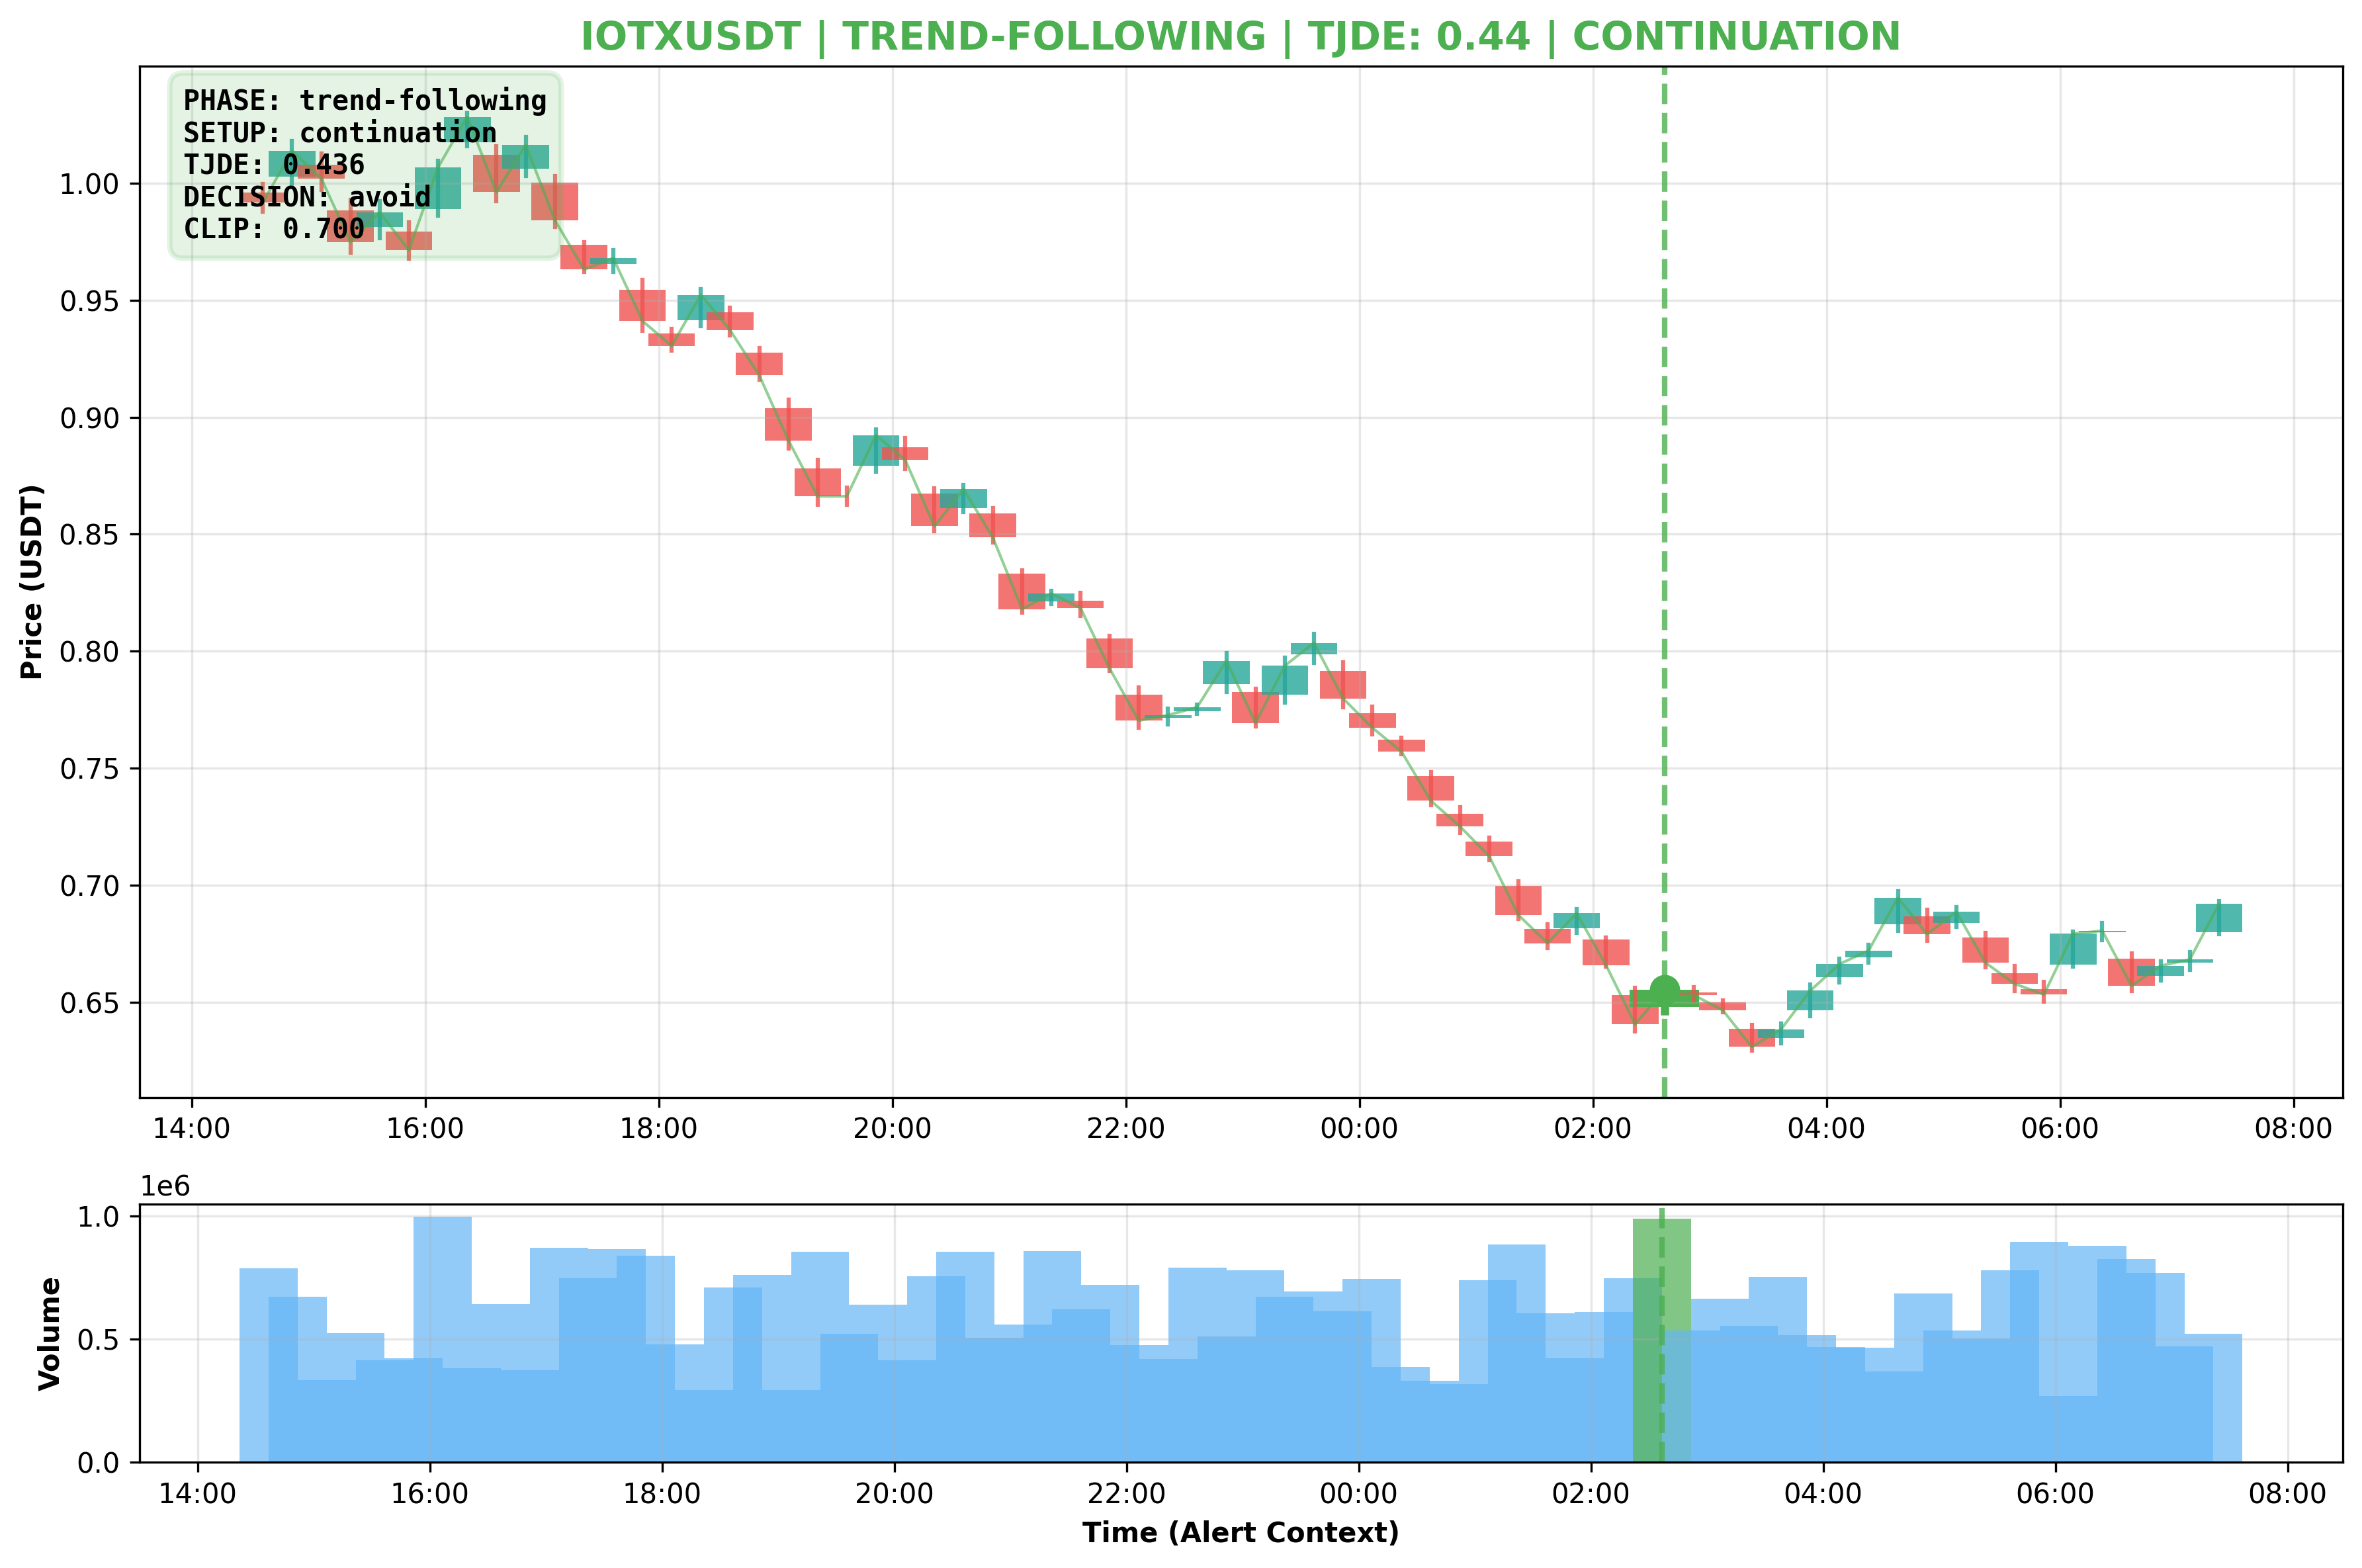 IOTXUSDT | TREND-FOLLOWING | TJDE: 0.44 | CONTINUATION
PHASE: trend-following
SETUP: continuation
TJDE: 0.436
DECISION: avoid
CLIP: 0.700
Price (USDT)
1.00
0.95
0.90
0.85
0.80
0.75
0.70
0.65
14:00 16:00 18:00 20:00 22:00 00:00 02:00 04:00 06:00 08:00
1e6
Volume
1.0
0.5
0.0
14:00 16:00 18:00 20:00 22:00 00:00 02:00 04:00 06:00 08:00
Time (Alert Context)